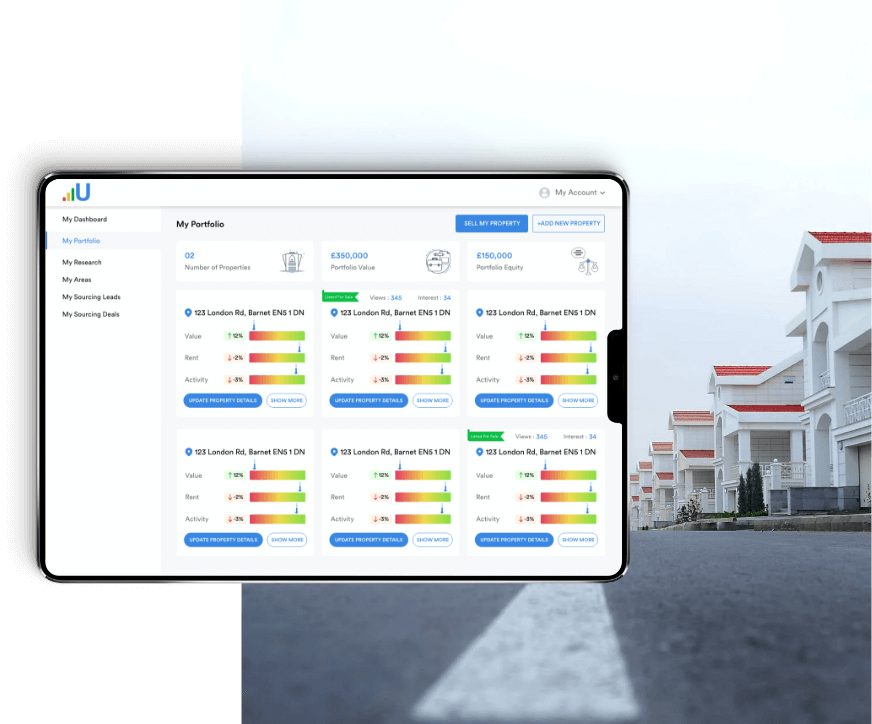 U
My Account
My Dashboard
My Portfolio
My Research
My Areas
My Sourcing Leads
My Sourcing Deals
My Portfolio
SELL MY PROPERTY
+ADD NEW PROPERTY
02
Number of Properties
£350,000
Portfolio Value
£150,000
Portfolio Equity
123 London Rd, Barnet EN5 1 DN
Value 12%
Rent -2%
Activity -3%
UPDATE PROPERTY DETAILS SHOW MORE
Listed For Sale Views : 345 Interest : 34
123 London Rd, Barnet EN5 1 DN
Value 12%
Rent -2%
Activity -3%
UPDATE PROPERTY DETAILS SHOW MORE
123 London Rd, Barnet EN5 1 DN
Value 12%
Rent -2%
Activity -3%
UPDATE PROPERTY DETAILS SHOW MORE
123 London Rd, Barnet EN5 1 DN
Value 12%
Rent -2%
Activity -3%
UPDATE PROPERTY DETAILS SHOW MORE
123 London Rd, Barnet EN5 1 DN
Value 12%
Rent -2%
Activity -3%
UPDATE PROPERTY DETAILS SHOW MORE
Listed For Sale Views : 345 Interest : 34
123 London Rd, Barnet EN5 1 DN
Value 12%
Rent -2%
Activity -3%
UPDATE PROPERTY DETAILS SHOW MORE